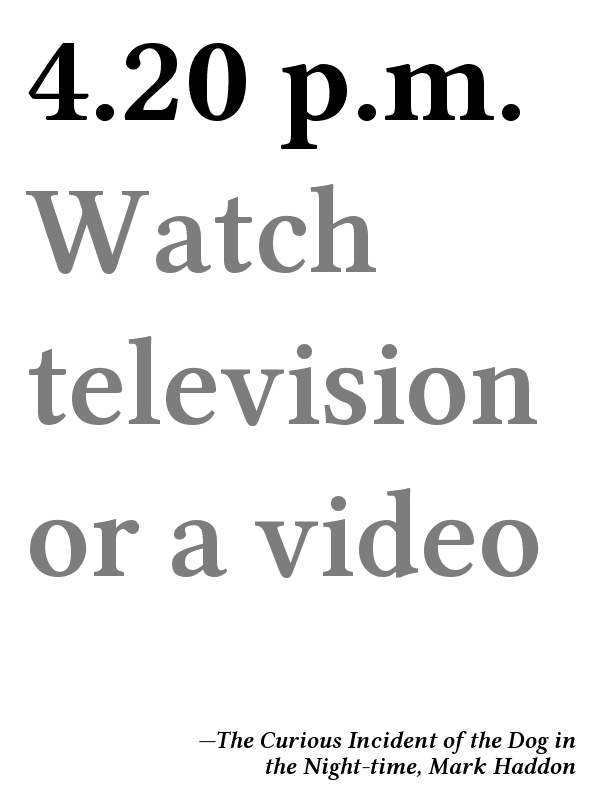 4.20 p.m.
Watch
television
or a video
—The Curious Incident of the Dog in
the Night-time, Mark Haddon